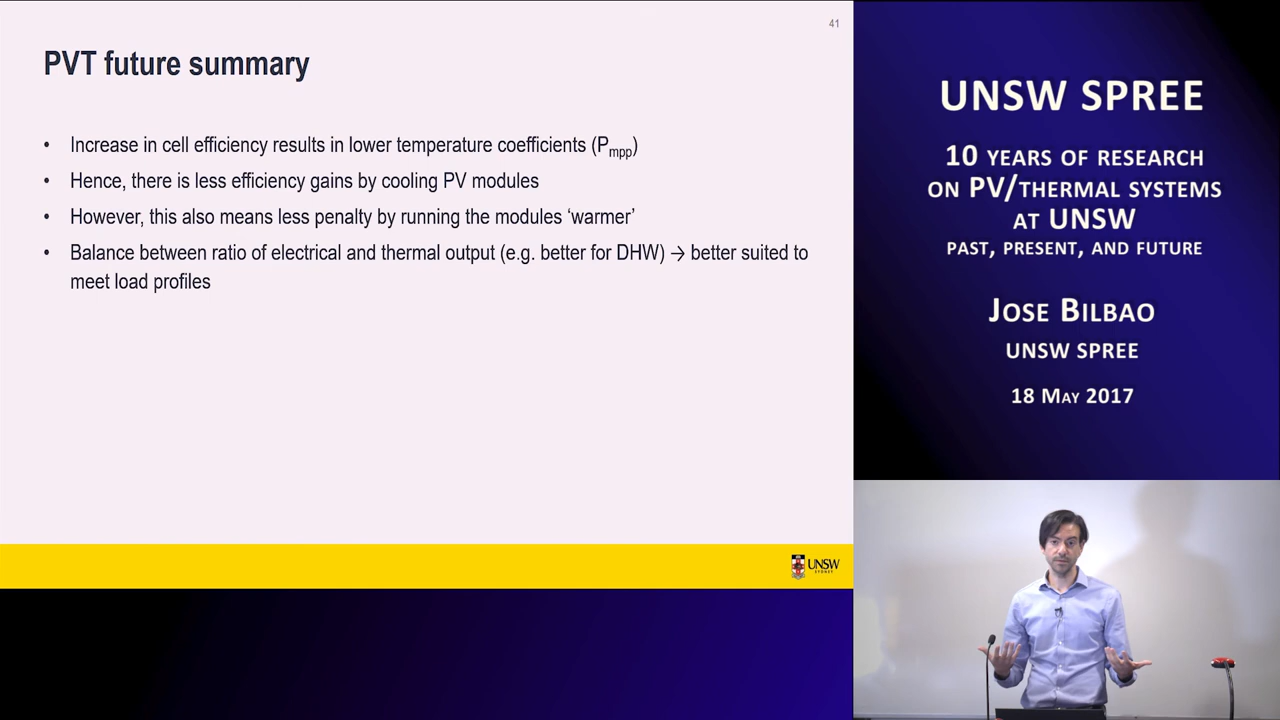 41
PVT future summary
• Increase in cell efficiency results in lower temperature coefficients (Pmpp)
• Hence, there is less efficiency gains by cooling PV modules
• However, this also means less penalty by running the modules ‘warmer’
• Balance between ratio of electrical and thermal output (e.g. better for DHW) → better suited to
meet load profiles
UNSW
SYDNEY
UNSW SPREE
10 YEARS OF RESEARCH
ON PV/THERMAL SYSTEMS
AT UNSW
PAST, PRESENT, AND FUTURE
JOSE BILBAO
UNSW SPREE
18 MAY 2017